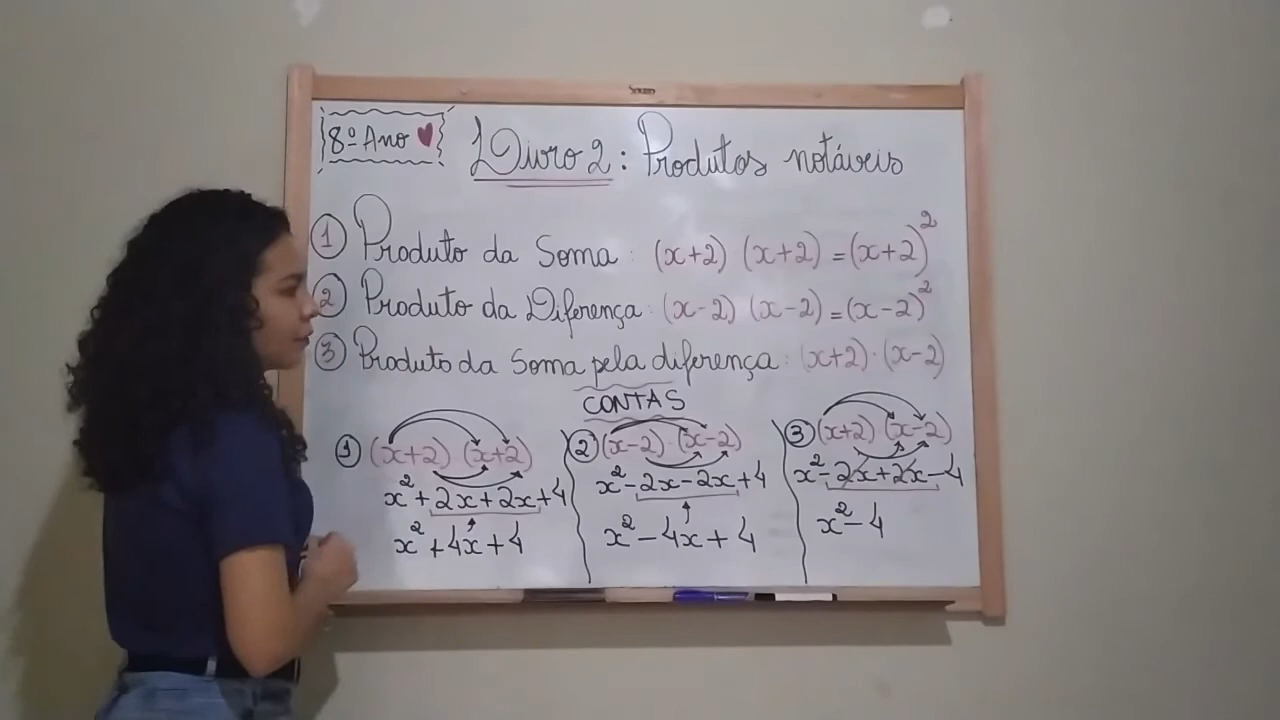 8º Ano
Livro 2: Produtos notáveis
① Produto da Soma: (x+2) (x+2) = (x+2)²
② Produto da Diferença: (x-2) (x-2) = (x-2)²
③ Produto da Soma pela diferença: (x+2)·(x-2)
CONTAS
① (x+2) (x+2)
x²+2x+2x+4
x²+4x+4
② (x-2)·(x-2)
x²-2x-2x+4
x²-4x+4
③ (x+2) (x-2)
x²-2x+2x-4
x²-4